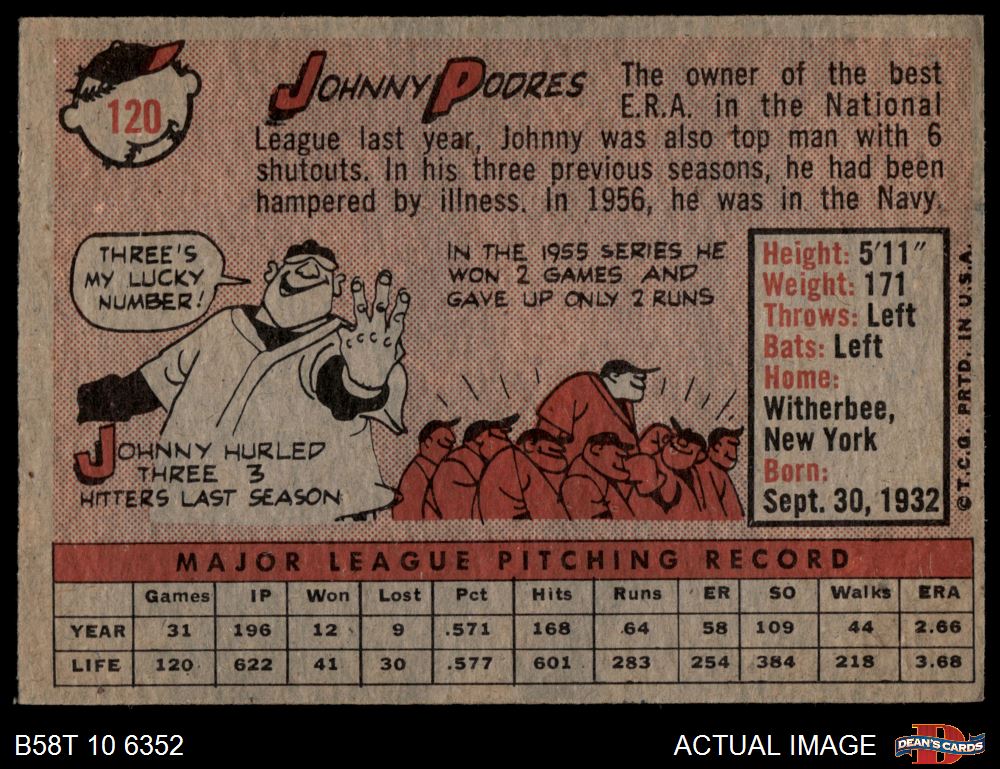 120
JOHNNY PODRES
The owner of the best
E.R.A. in the National
League last year, Johnny was also top man with 6
shutouts. In his three previous seasons, he had been
hampered by illness. In 1956, he was in the Navy.
THREE'S
MY LUCKY
NUMBER!
IN THE 1955 SERIES HE
WON 2 GAMES AND
GAVE UP ONLY 2 RUNS
JOHNNY HURLED
THREE 3
HITTERS LAST SEASON
Height: 5'11"
Weight: 171
Throws: Left
Bats: Left
Home:
Witherbee,
New York
Born:
Sept. 30, 1932
© T.C.G. PRTD. IN U.S.A.
MAJOR LEAGUE PITCHING RECORD
Games IP Won Lost Pct Hits Runs ER SO Walks ERA
YEAR 31 196 12 9 .571 168 64 58 109 44 2.66
LIFE 120 622 41 30 .577 601 283 254 384 218 3.68
B58T 10 6352
ACTUAL IMAGE
D
DEAN'S CARDS